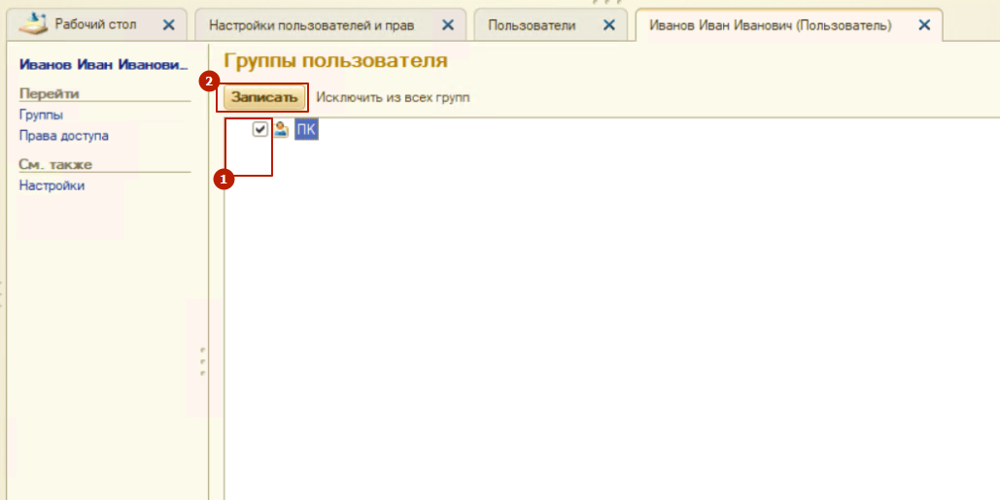 Рабочий стол
Настройки пользователей и прав
Пользователи
Иванов Иван Иванович (Пользователь)
Иванов Иван Иванови...
Перейти
Группы
Права доступа
См. также
Настройки
Группы пользователя
2
Записать Исключить из всех групп
ПК
1